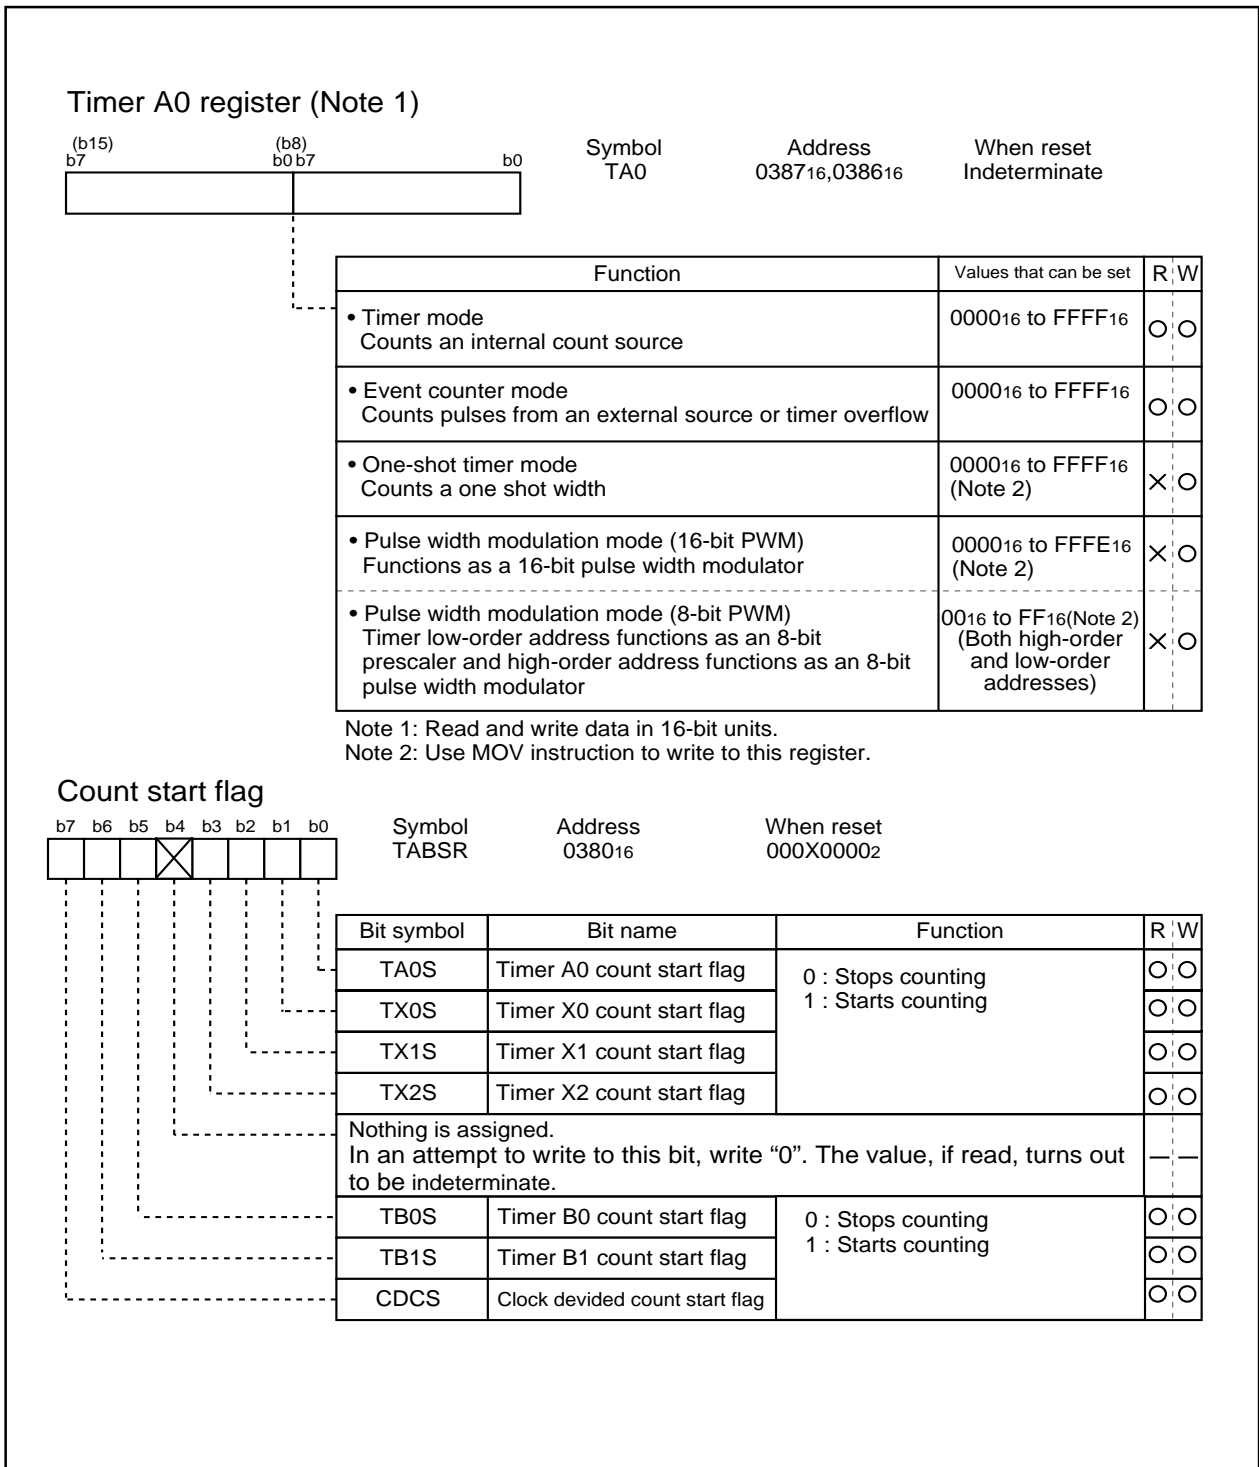 Timer A0 register (Note 1)
(b15) (b8)
b7 b0 b7 b0
Symbol Address When reset
TA0 038716,038616 Indeterminate
Function Values that can be set R W
• Timer mode 000016 to FFFF16
Counts an internal count source
• Event counter mode 000016 to FFFF16
Counts pulses from an external source or timer overflow
• One-shot timer mode 000016 to FFFF16
Counts a one shot width (Note 2)
• Pulse width modulation mode (16-bit PWM) 000016 to FFFE16
Functions as a 16-bit pulse width modulator (Note 2)
• Pulse width modulation mode (8-bit PWM) 0016 to FF16(Note 2)
Timer low-order address functions as an 8-bit (Both high-order
prescaler and high-order address functions as an 8-bit and low-order
pulse width modulator addresses)
Note 1: Read and write data in 16-bit units.
Note 2: Use MOV instruction to write to this register.
Count start flag
b7 b6 b5 b4 b3 b2 b1 b0
Symbol Address When reset
TABSR 038016 000X00002
Bit symbol Bit name Function R W
TA0S Timer A0 count start flag 0 : Stops counting
1 : Starts counting
TX0S Timer X0 count start flag
TX1S Timer X1 count start flag
TX2S Timer X2 count start flag
Nothing is assigned.
In an attempt to write to this bit, write “0”. The value, if read, turns out
to be indeterminate.
TB0S Timer B0 count start flag 0 : Stops counting
1 : Starts counting
TB1S Timer B1 count start flag
CDCS Clock devided count start flag